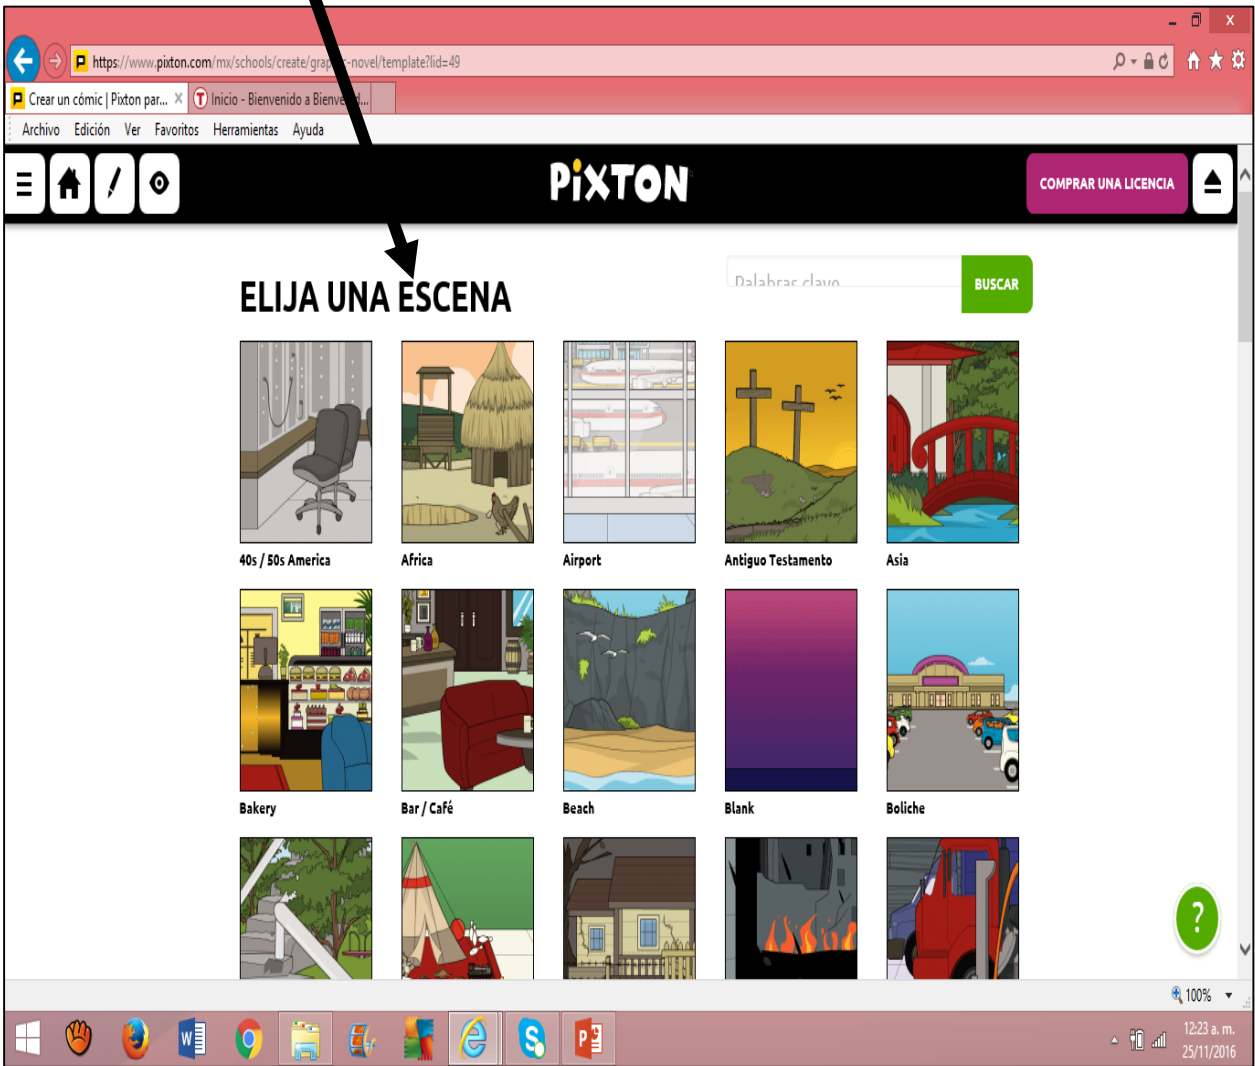 https://www.pixton.com/mx/schools/create/grap -novel/template?lid=49
Crear un cómic | Pixton par...
Inicio - Bienvenido a Bienve d...
Archivo Edición Ver Favoritos Herramientas Ayuda
PiXTON
COMPRAR UNA LICENCIA
ELIJA UNA ESCENA
Palabras clave
BUSCAR
40s / 50s America
Africa
Airport
Antiguo Testamento
Asia
Bakery
Bar / Café
Beach
Blank
Boliche
?
100%
12:23 a. m.
25/11/2016